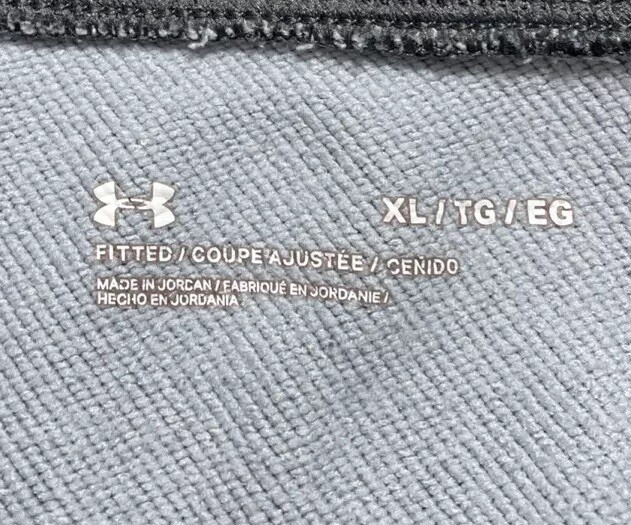 XL / TG / EG
FITTED / COUPE AJUSTÉE / CEÑIDO
MADE IN JORDAN / FABRIQUÉ EN JORDANIE /
HECHO EN JORDANIA